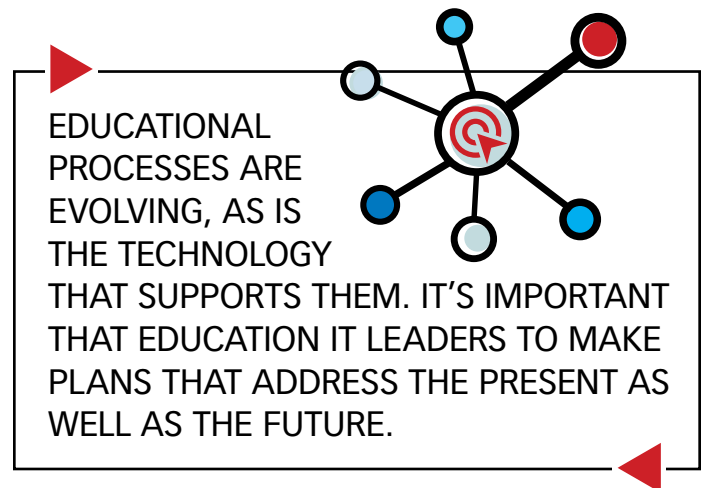 EDUCATIONAL
PROCESSES ARE
EVOLVING, AS IS
THE TECHNOLOGY
THAT SUPPORTS THEM. IT’S IMPORTANT
THAT EDUCATION IT LEADERS TO MAKE
PLANS THAT ADDRESS THE PRESENT AS
WELL AS THE FUTURE.